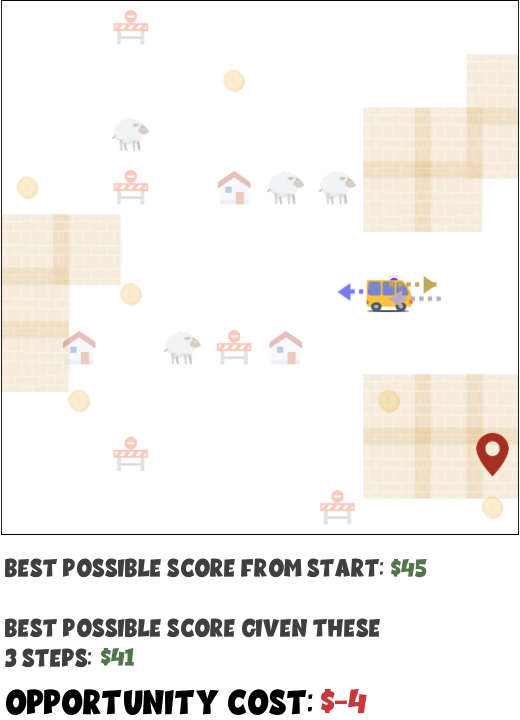 BEST POSSIBLE SCORE FROM START: $45
BEST POSSIBLE SCORE GIVEN THESE
3 STEPS: $41
OPPORTUNITY COST: $-4